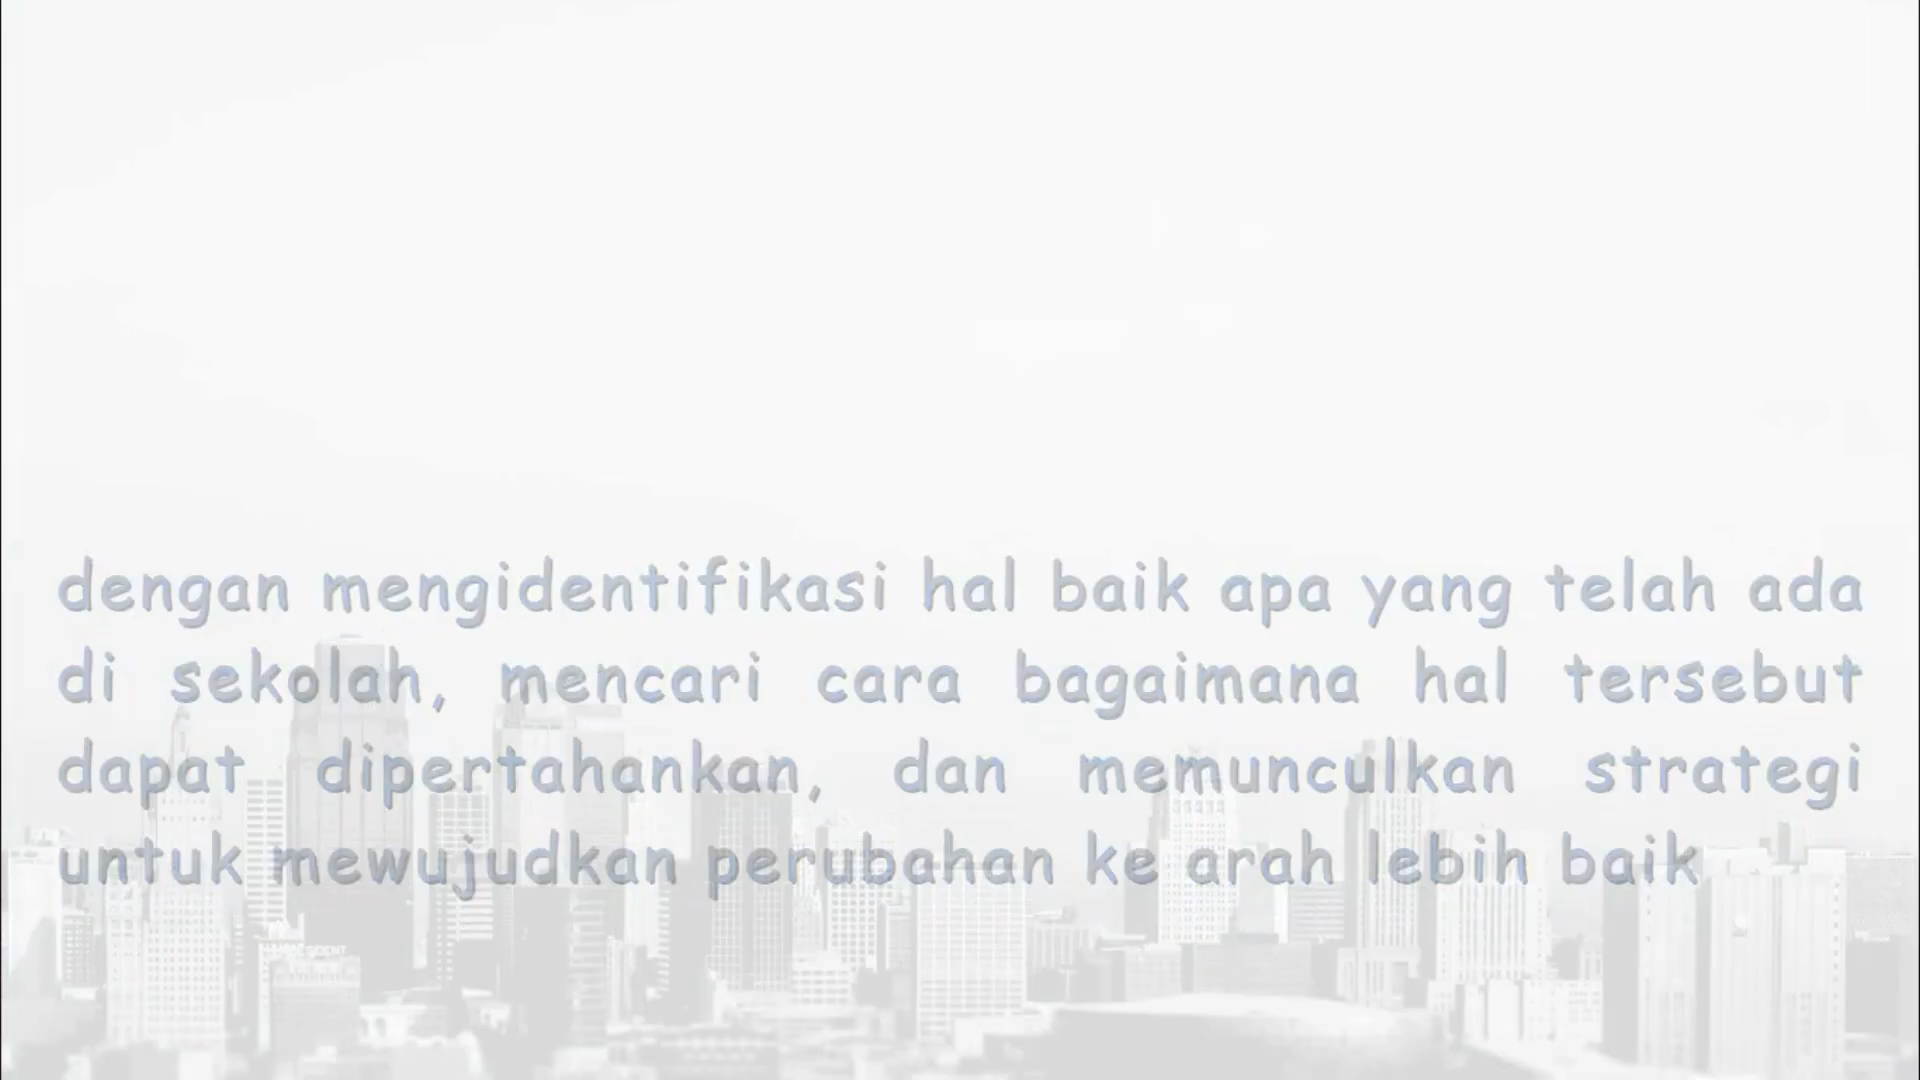 dengan mengidentifikasi hal baik apa yang telah ada
di sekolah, mencari cara bagaimana hal tersebut
dapat dipertahankan, dan memunculkan strategi
untuk mewujudkan perubahan ke arah lebih baik